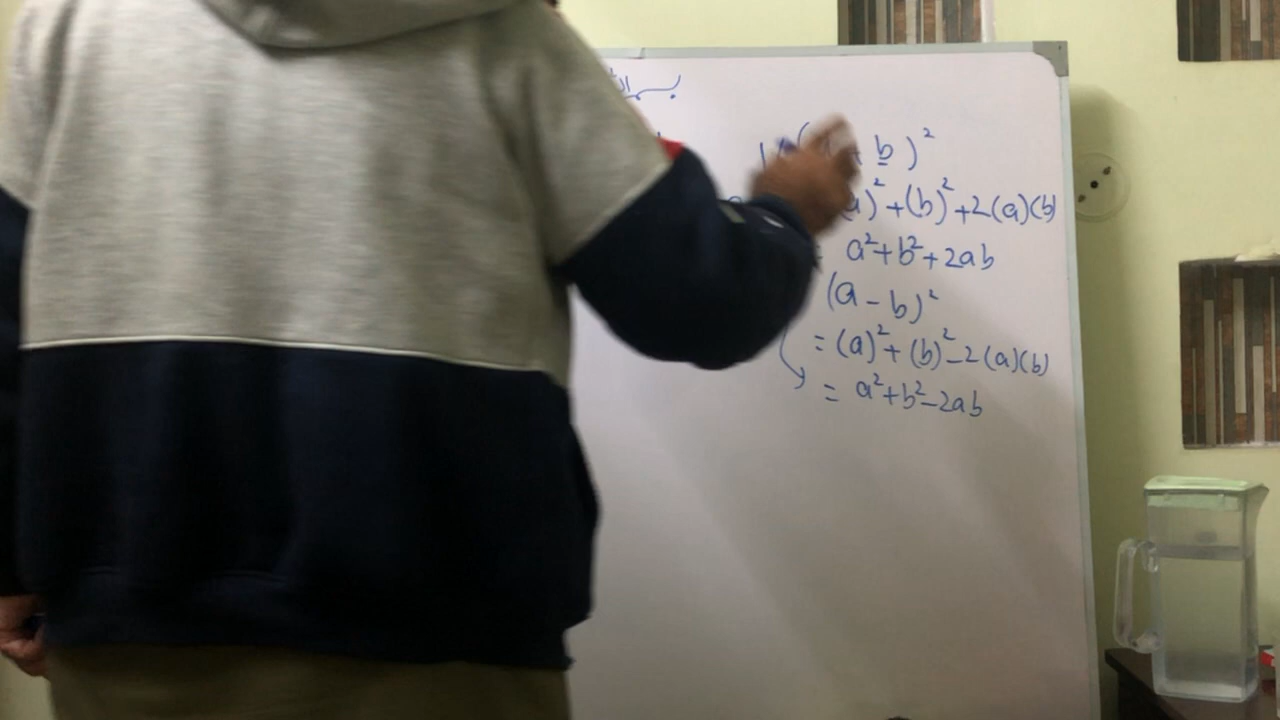 b)²
)²+(b)²+2(a)(b)
a²+b²+2ab
(a-b)²
=(a)²+(b)²-2(a)(b)
= a²+b²-2ab